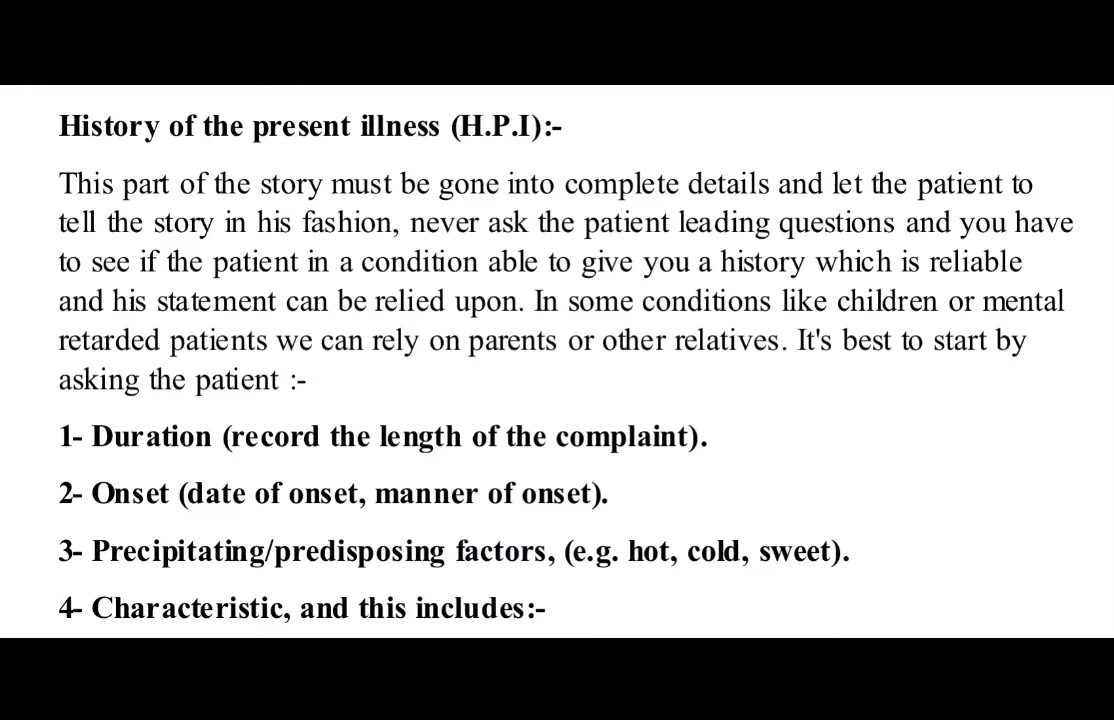 History of the present illness (H.P.I):-
This part of the story must be gone into complete details and let the patient to
tell the story in his fashion, never ask the patient leading questions and you have
to see if the patient in a condition able to give you a history which is reliable
and his statement can be relied upon. In some conditions like children or mental
retarded patients we can rely on parents or other relatives. It's best to start by
asking the patient :-
1- Duration (record the length of the complaint).
2- Onset (date of onset, manner of onset).
3- Precipitating/predisposing factors, (e.g. hot, cold, sweet).
4- Characteristic, and this includes:-